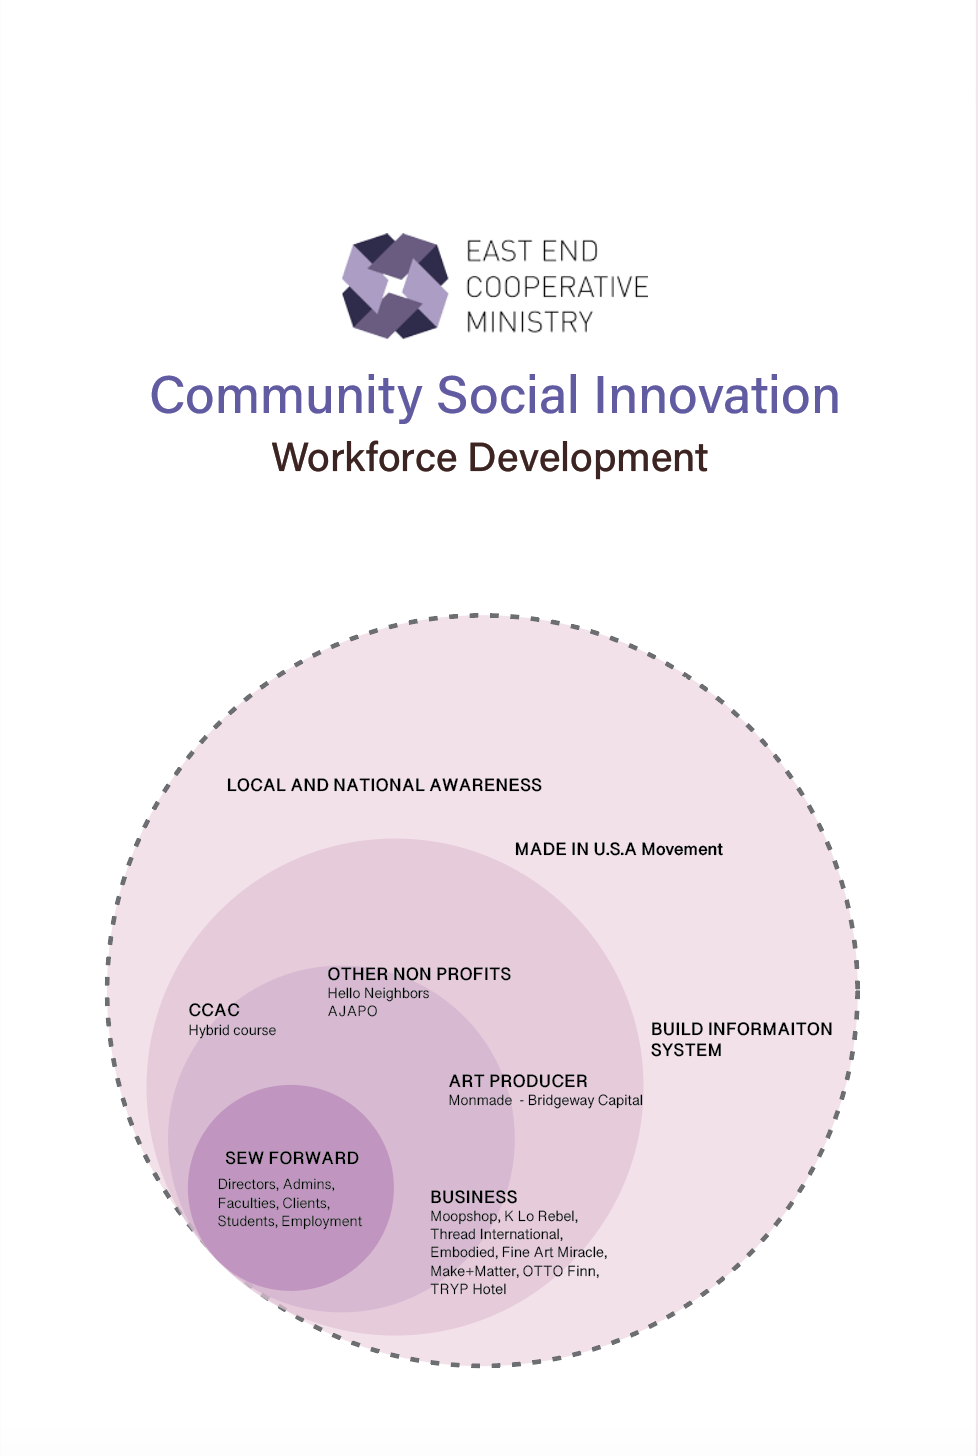 EAST END
COOPERATIVE
MINISTRY
Community Social Innovation
Workforce Development
LOCAL AND NATIONAL AWARENESS
MADE IN U.S.A Movement
OTHER NON PROFITS
Hello Neighbors
AJAPO
CCAC
Hybrid course
BUILD INFORMAITON
SYSTEM
ART PRODUCER
Monmade - Bridgeway Capital
SEW FORWARD
Directors, Admins,
Faculties, Clients,
Students, Employment
BUSINESS
Moopshop, K Lo Rebel,
Thread International,
Embodied, Fine Art Miracle,
Make+Matter, OTTO Finn,
TRYP Hotel